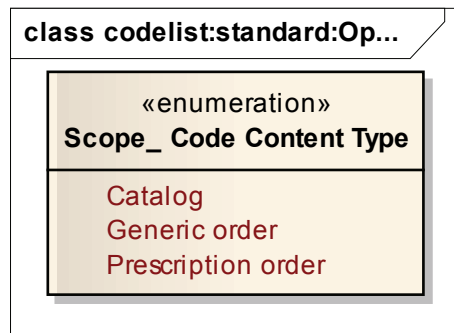 class codelist:standard:Op...
«enumeration»
Scope_ Code Content Type
Catalog
Generic order
Prescription order